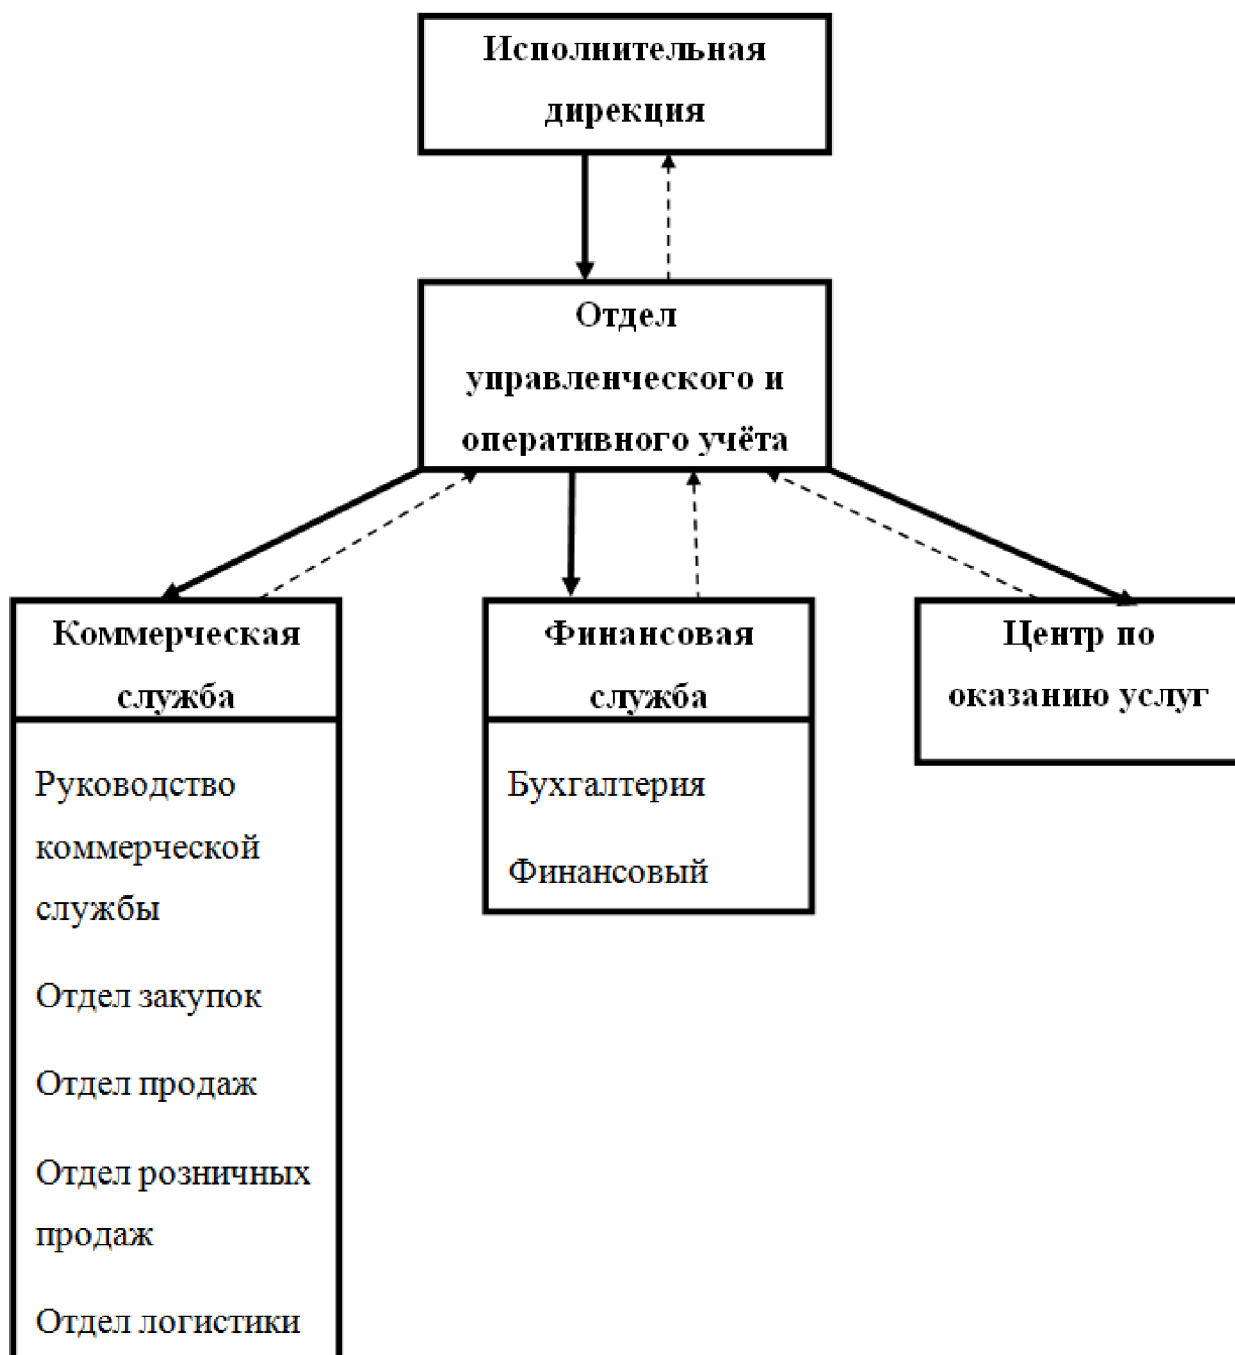 Исполнительная
дирекция
Отдел
управленческого и
оперативного учёта
Коммерческая
служба
Руководство
коммерческой
службы
Отдел закупок
Отдел продаж
Отдел розничных
продаж
Отдел логистики
Финансовая
служба
Бухгалтерия
Финансовый
Центр по
оказанию услуг